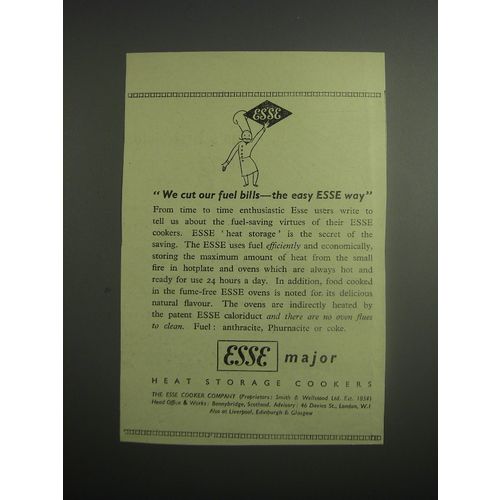 ESSE
"We cut our fuel bills—the easy ESSE way"
From time to time enthusiastic Esse users write to
tell us about the fuel-saving virtues of their ESSE
cookers. ESSE 'heat storage' is the secret of the
saving. The ESSE uses fuel efficiently and economically,
storing the maximum amount of heat from the small
fire in hotplate and ovens which are always hot and
ready for use 24 hours a day. In addition, food cooked
in the fume-free ESSE ovens is noted for its delicious
natural flavour. The ovens are indirectly heated by
the patent ESSE caloriduct and there are no oven flues
to clean. Fuel: anthracite, Phurnacite or coke.
ESSE major
HEAT STORAGE COOKERS
THE ESSE COOKER COMPANY (Proprietors: Smith & Wellstood Ltd. Est. 1854)
Head Office & Works: Bonnybridge, Scotland. Advisory: 46 Davies St., London, W.1
Also at Liverpool, Edinburgh & Glasgow